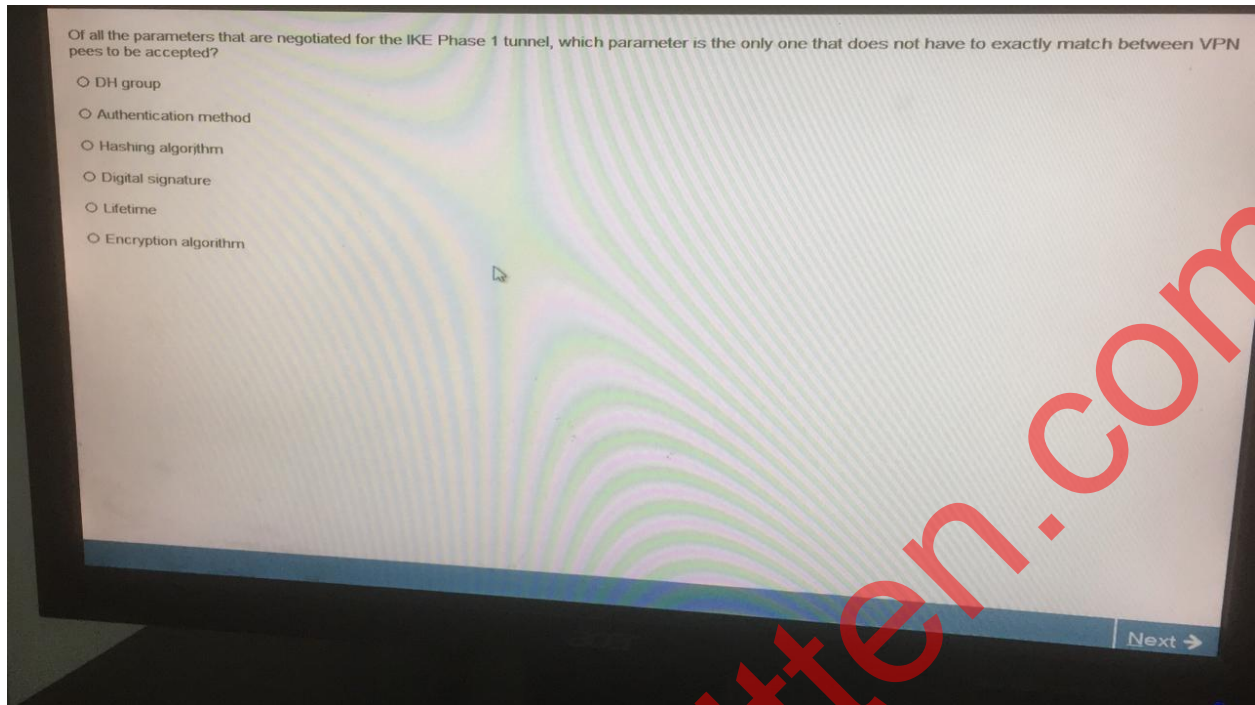 Of all the parameters that are negotiated for the IKE Phase 1 tunnel, which parameter is the only one that does not have to exactly match between VPN
pees to be accepted?
DH group
Authentication method
Hashing algorithm
Digital signature
Lifetime
Encryption algorithm
Next
tten.com